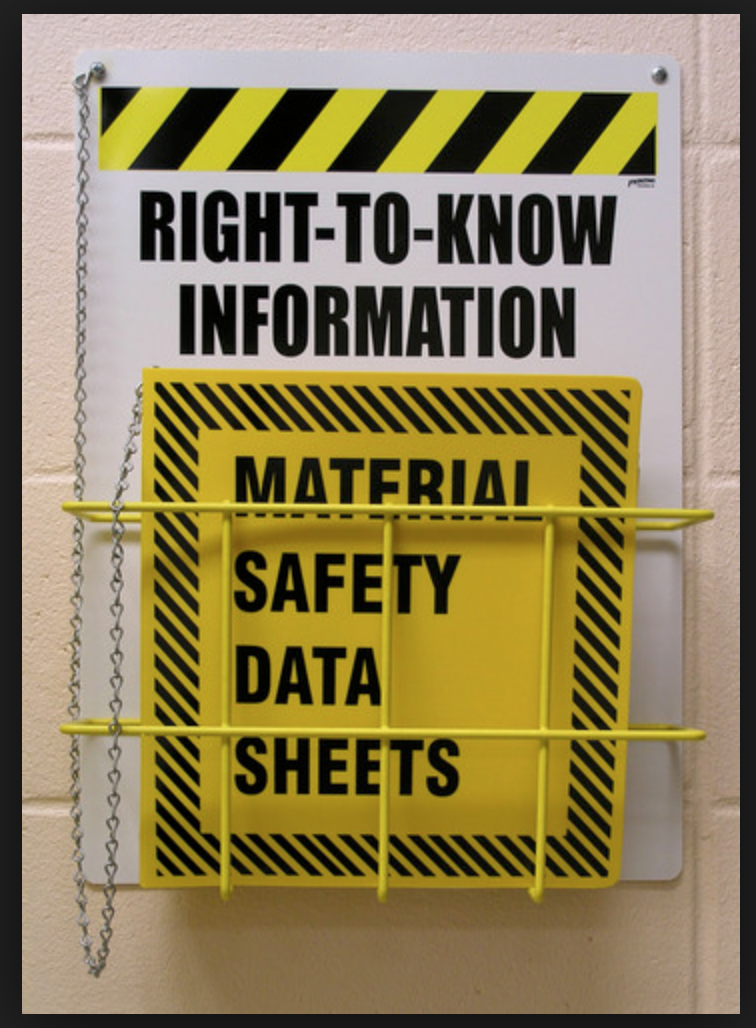 RIGHT-TO-KNOW
INFORMATION
MATERIAL
SAFETY
DATA
SHEETS